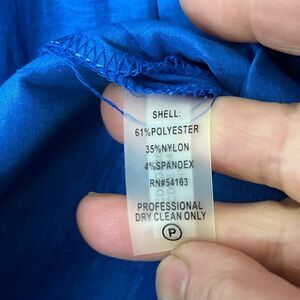 SHELL:
61%POLYESTER
35%NYLON
4%SPANDEX
RN#54163
PROFESSIONAL
DRY CLEAN ONLY
P